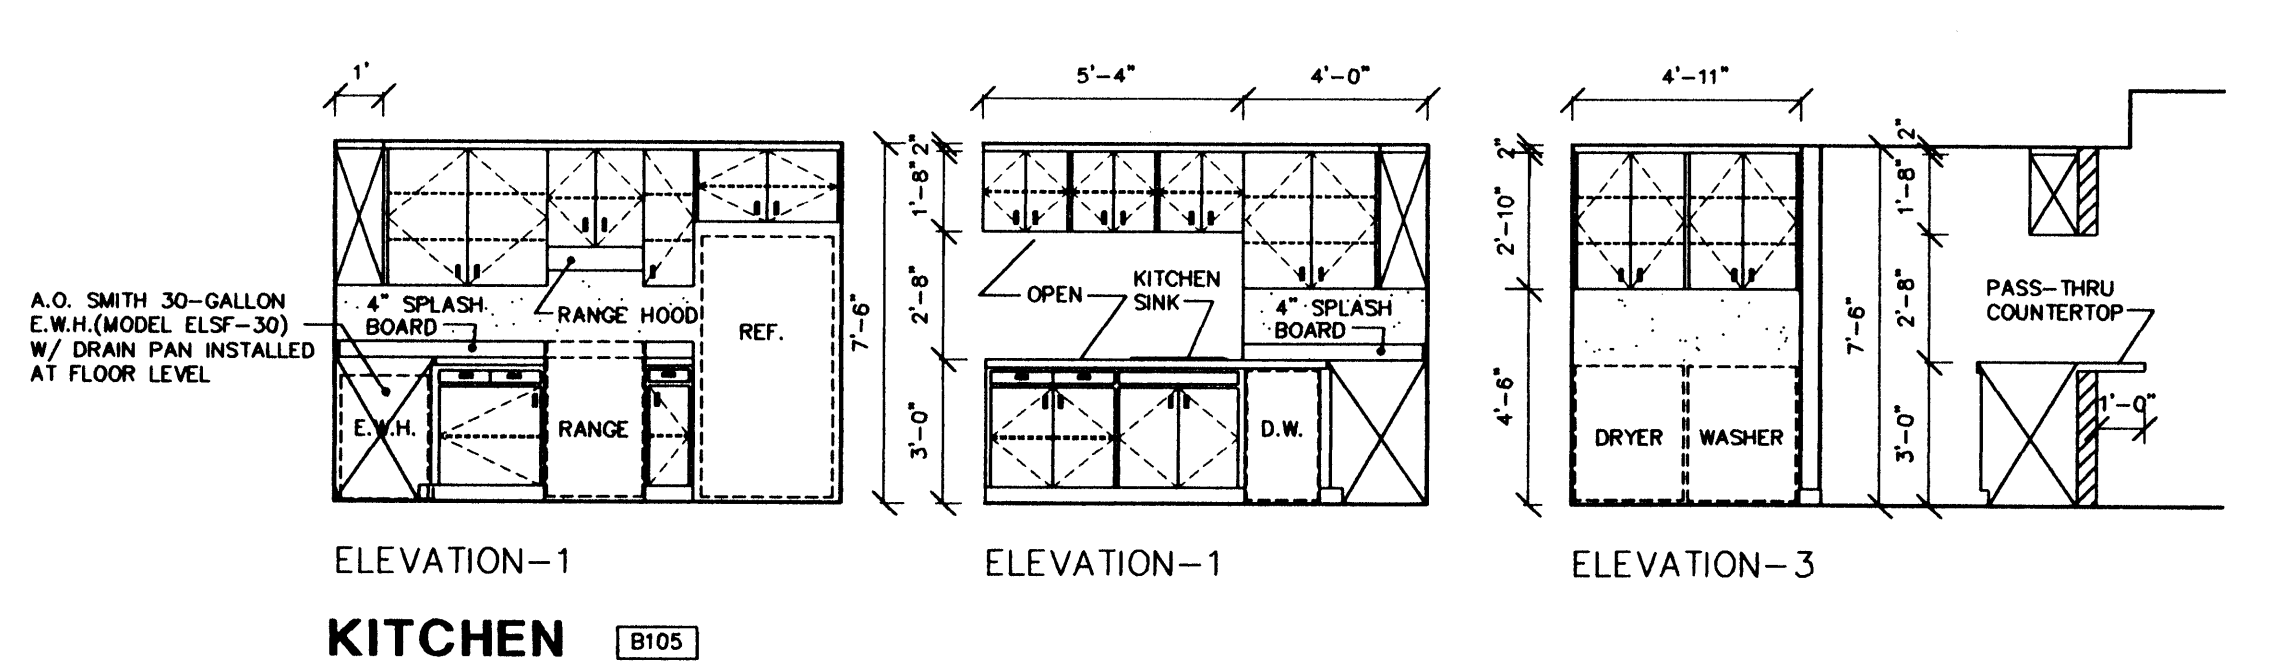 1'
5'-4"
4'-0"
4'-11"
2"
1'-8"
2'-8"
3'-0"
7'-6"
2"
2'-10"
4'-6"
7'-6"
2"
1'-8"
2'-8"
3'-0"
1'-0"
A.O. SMITH 30-GALLON
E.W.H.(MODEL ELSF-30)
W/ DRAIN PAN INSTALLED
AT FLOOR LEVEL
4" SPLASH
BOARD
RANGE HOOD
REF.
E.W.H.
RANGE
OPEN
KITCHEN
SINK
4" SPLASH
BOARD
D.W.
DRYER
WASHER
PASS-THRU
COUNTERTOP
ELEVATION-1
ELEVATION-1
ELEVATION-3
KITCHEN
B105